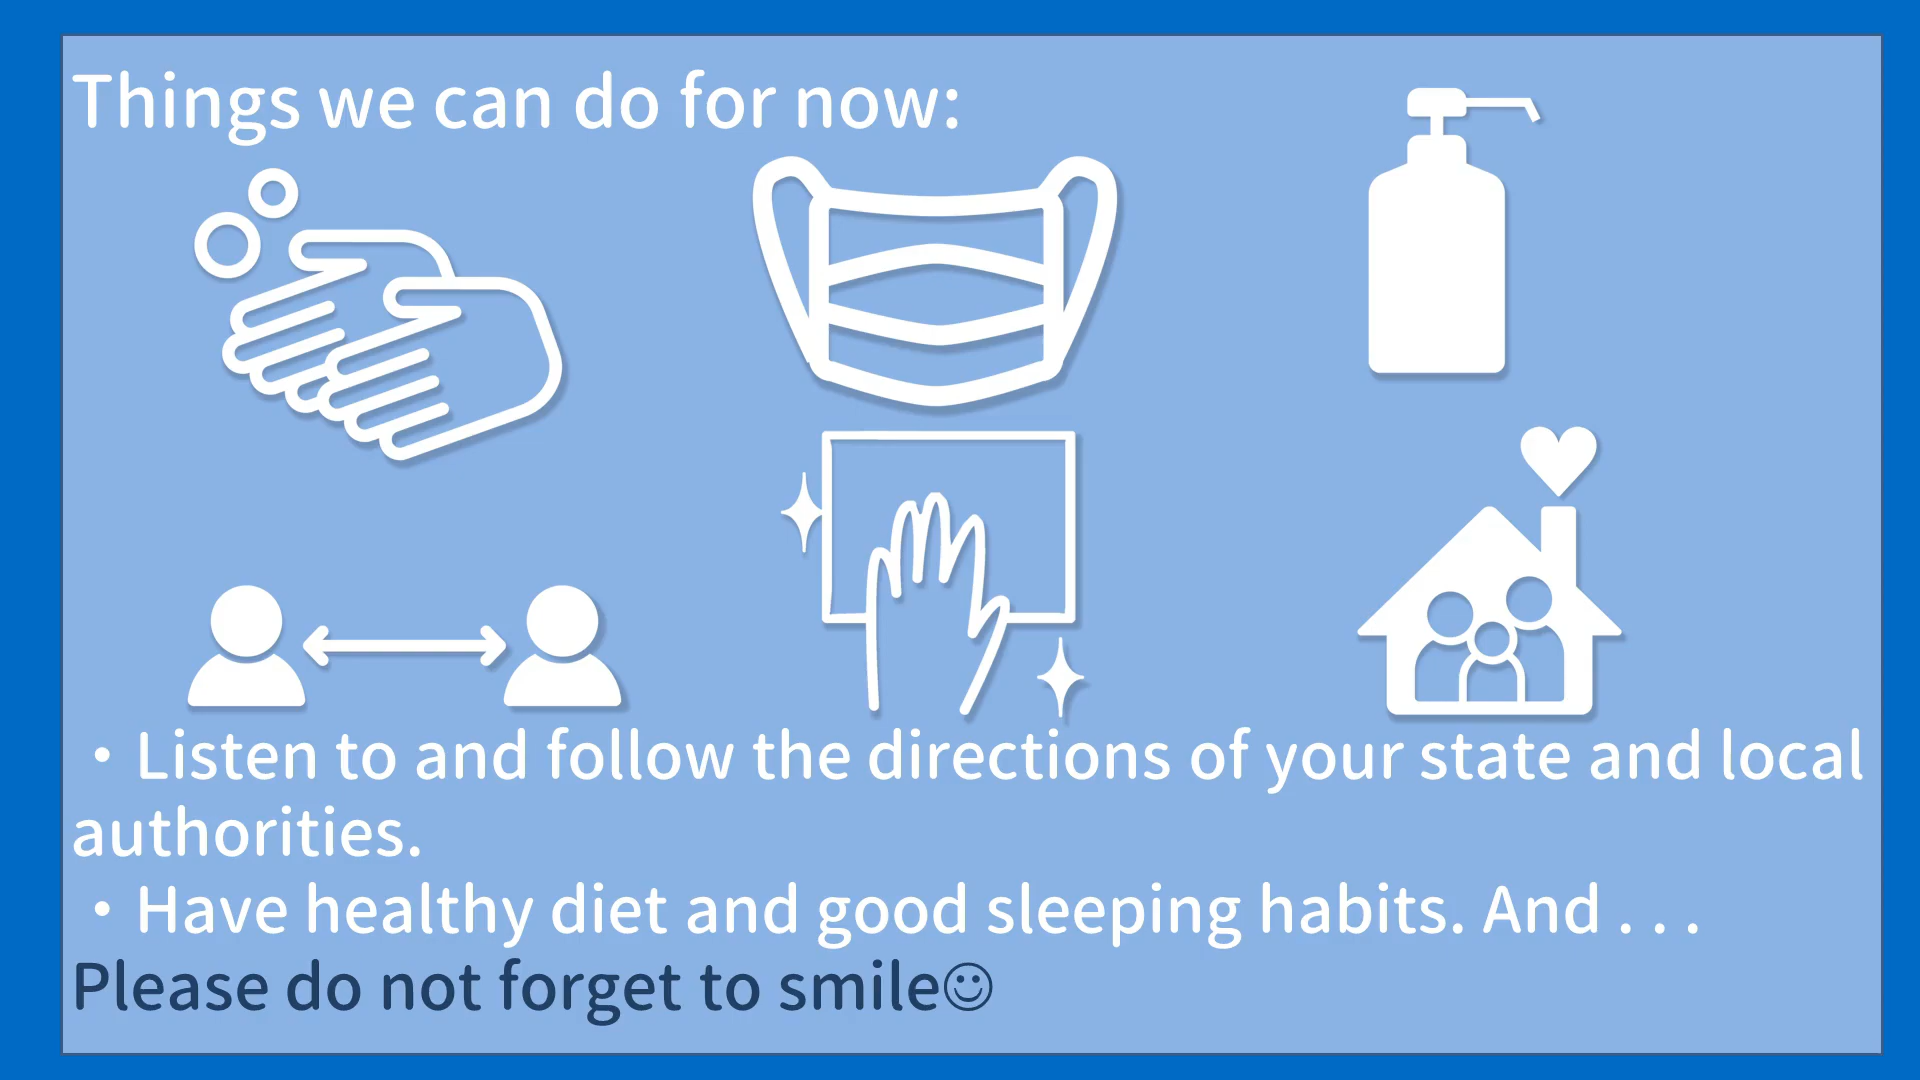 Things we can do for now:
・Listen to and follow the directions of your state and local
authorities.
・Have healthy diet and good sleeping habits. And . . .
Please do not forget to smile☺